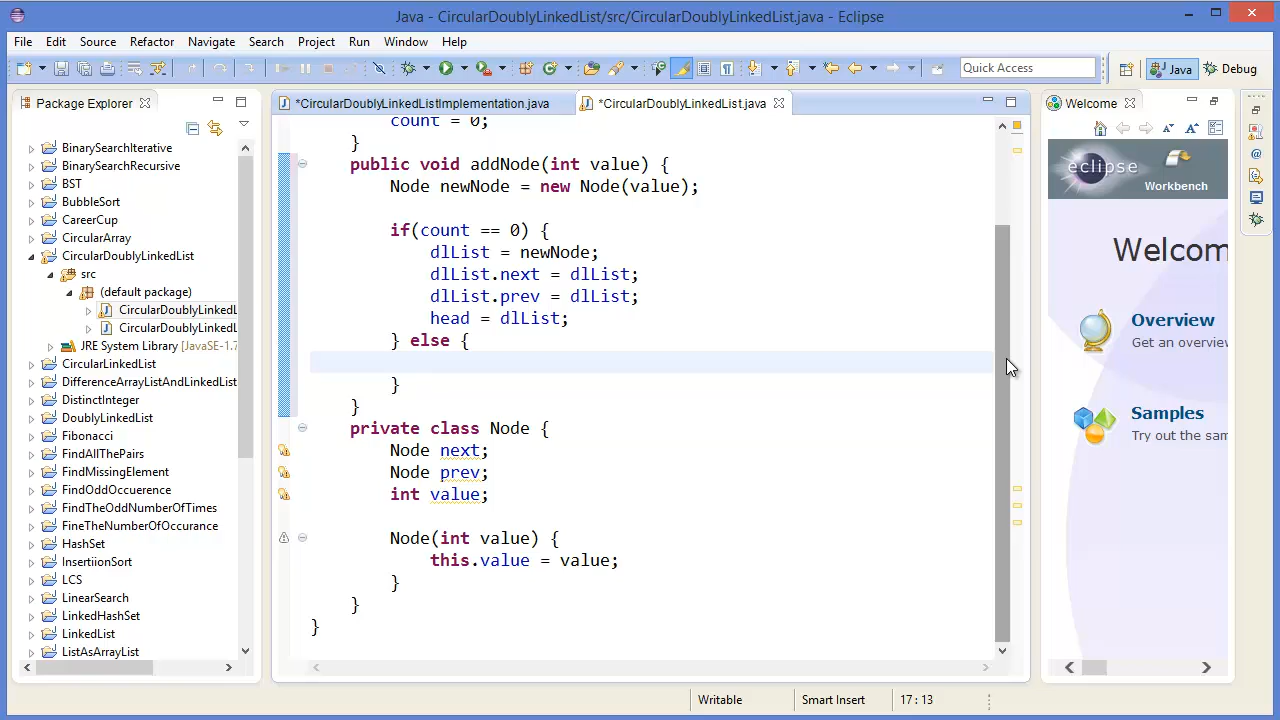 Java - CircularDoublyLinkedList/src/CircularDoublyLinkedList.java - Eclipse
File Edit Source Refactor Navigate Search Project Run Window Help
Quick Access
Java
Debug
Package Explorer
*CircularDoublyLinkedListImplementation.java
*CircularDoublyLinkedList.java
Welcome
BinarySearchIterative
BinarySearchRecursive
BST
BubbleSort
CareerCup
CircularArray
CircularDoublyLinkedList
src
(default package)
CircularDoublyLinkedL
CircularDoublyLinkedL
JRE System Library [JavaSE-1.7
CircularLinkedList
DifferenceArrayListAndLinkedList
DistinctInteger
DoublyLinkedList
Fibonacci
FindAllThePairs
FindMissingElement
FindOddOccuerence
FindTheOddNumberOfTimes
FineTheNumberOfOccurance
HashSet
InsertiionSort
LCS
LinearSearch
LinkedHashSet
LinkedList
ListAsArrayList
count = 0;
}
public void addNode(int value) {
Node newNode = new Node(value);
if(count == 0) {
dlList = newNode;
dlList.next = dlList;
dlList.prev = dlList;
head = dlList;
} else {
}
}
private class Node {
Node next;
Node prev;
int value;
Node(int value) {
this.value = value;
}
}
}
eclipse
Workbench
Welcom
Overview
Get an overvie
Samples
Try out the sam
Writable
Smart Insert
17 : 13